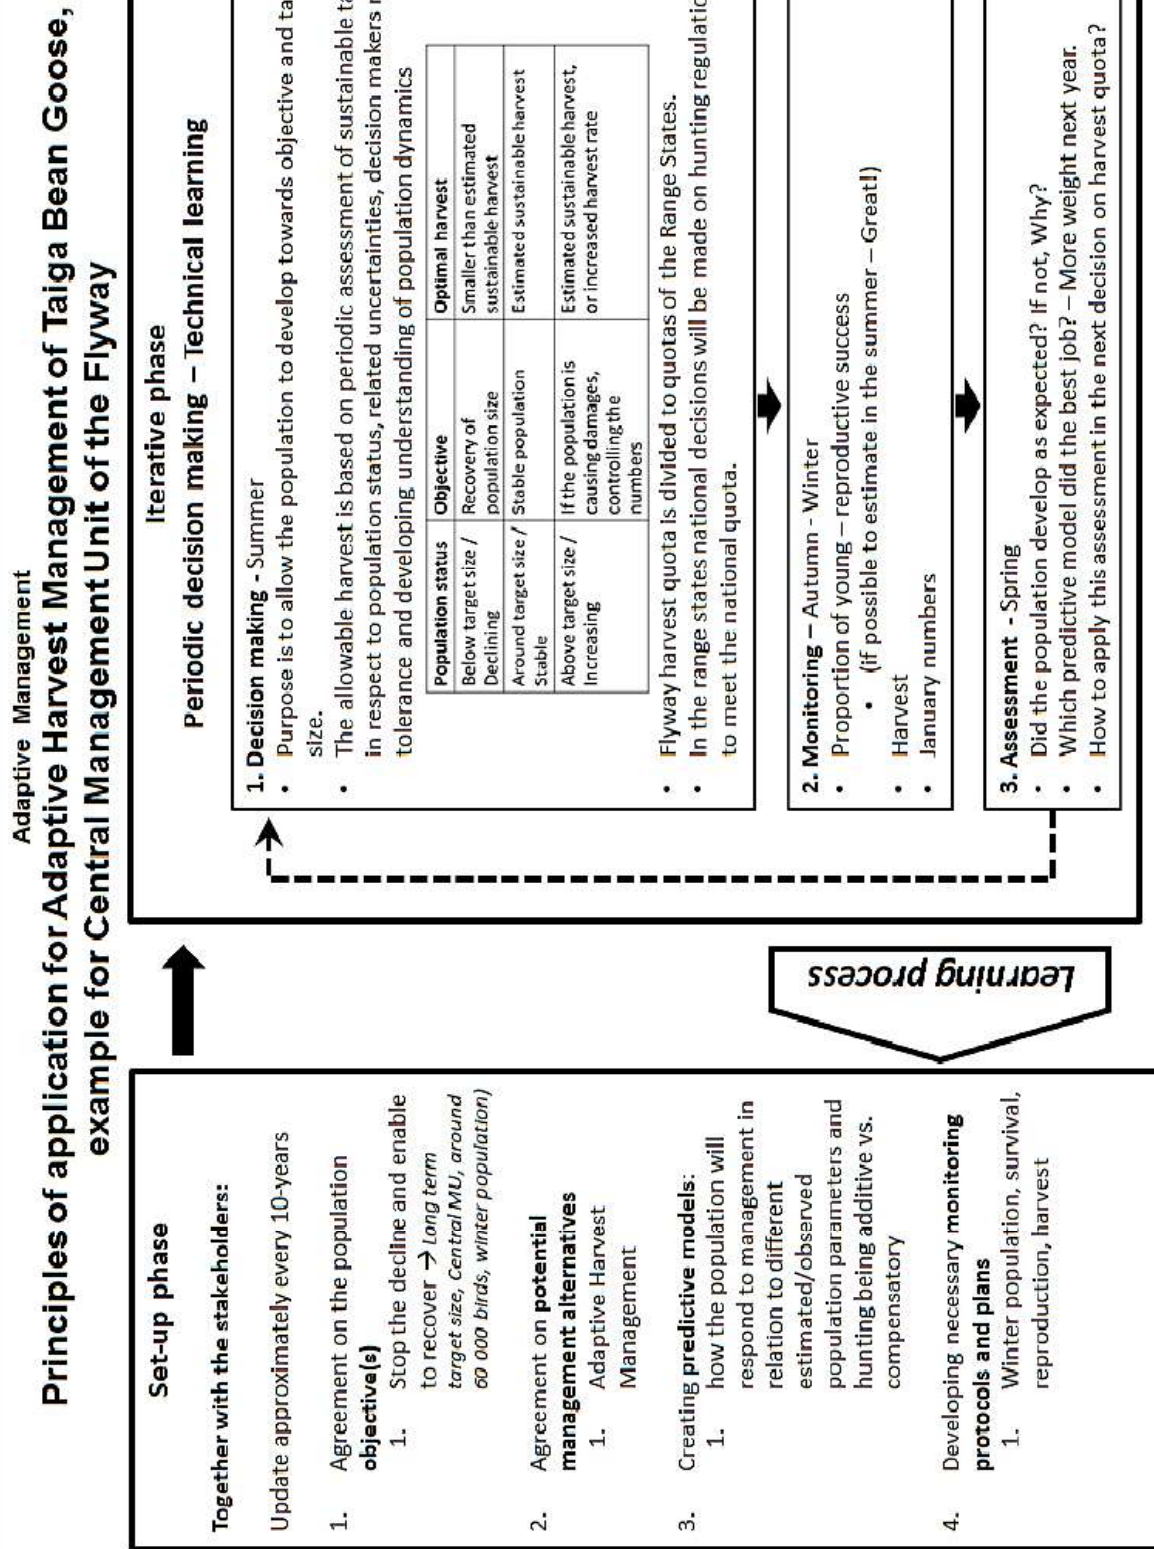 Adaptive Management
Principles of application for Adaptive Harvest Management of Taiga Bean Goose,
example for Central Management Unit of the Flyway
Set-up phase
Together with the stakeholders:
Update approximately every 10-years
1. Agreement on the population
objective(s)
1. Stop the decline and enable
to recover → Long term
target size, Central MU, around
60 000 birds, winter population)
2. Agreement on potential
management alternatives
1. Adaptive Harvest
Management
3. Creating predictive models:
1. how the population will
respond to management in
relation to different
estimated/observed
population parameters and
hunting being additive vs.
compensatory
4. Developing necessary monitoring
protocols and plans
1. Winter population, survival,
reproduction, harvest
Learning process
Iterative phase
Periodic decision making – Technical learning
1. Decision making - Summer
• Purpose is to allow the population to develop towards objective and ta
size.
• The allowable harvest is based on periodic assessment of sustainable ta
in respect to population status, related uncertainties, decision makers r
tolerance and developing understanding of population dynamics
Population status Objective Optimal harvest
Below target size / Recovery of Smaller than estimated
Declining population size sustainable harvest
Around target size / Stable population Estimated sustainable harvest
Stable
Above target size / If the population is Estimated sustainable harvest,
Increasing causing damages, or increased harvest rate
controlling the
numbers
• Flyway harvest quota is divided to quotas of the Range States.
• In the range states national decisions will be made on hunting regulatio
to meet the national quota.
2. Monitoring – Autumn - Winter
• Proportion of young – reproductive success
• (if possible to estimate in the summer – Great!)
• Harvest
• January numbers
3. Assessment - Spring
• Did the population develop as expected? If not, Why?
• Which predictive model did the best job? – More weight next year.
• How to apply this assessment in the next decision on harvest quota?